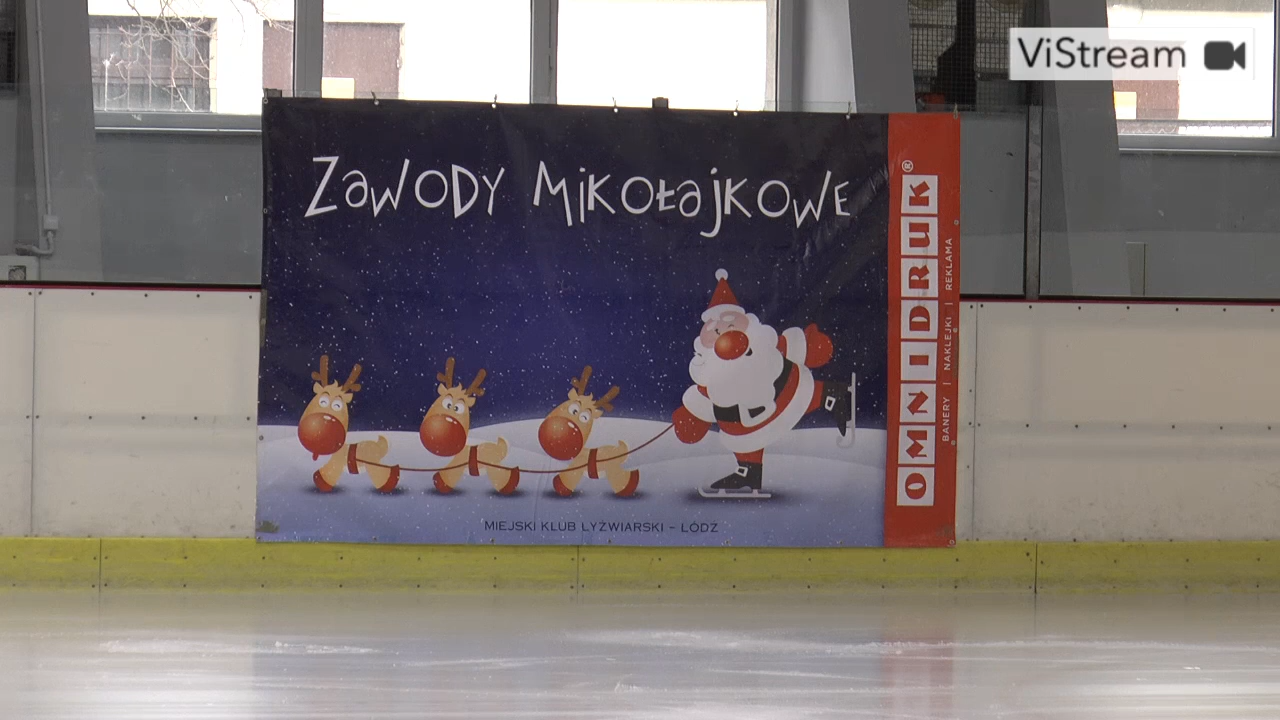 ViStream
Zawody Mikołajkowe
OMNIDRUK®
BANERY | NAKLEJKI | REKLAMA
MIEJSKI KLUB ŁYŻWIARSKI – ŁÓDŹ